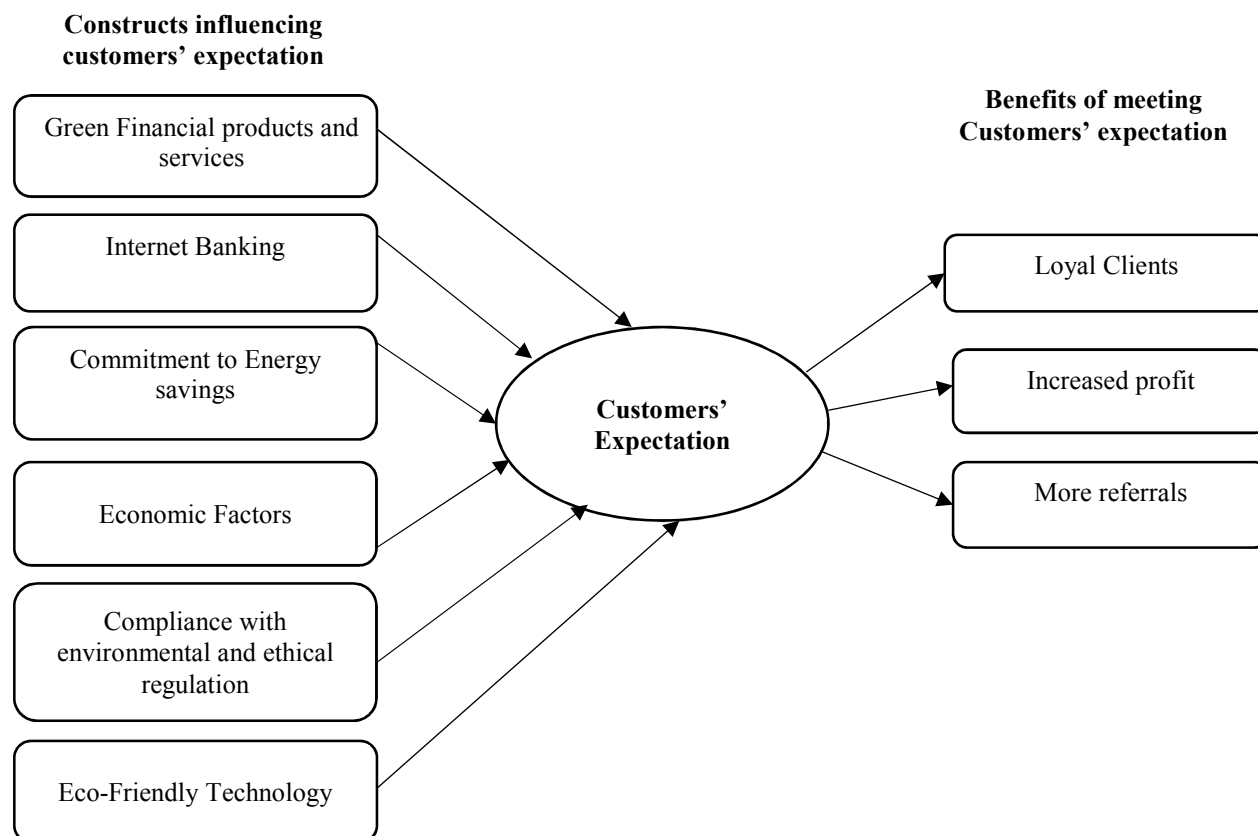 Constructs influencing
customers’ expectation
Green Financial products and
services
Internet Banking
Commitment to Energy
savings
Economic Factors
Compliance with
environmental and ethical
regulation
Eco-Friendly Technology
Customers’
Expectation
Benefits of meeting
Customers’ expectation
Loyal Clients
Increased profit
More referrals